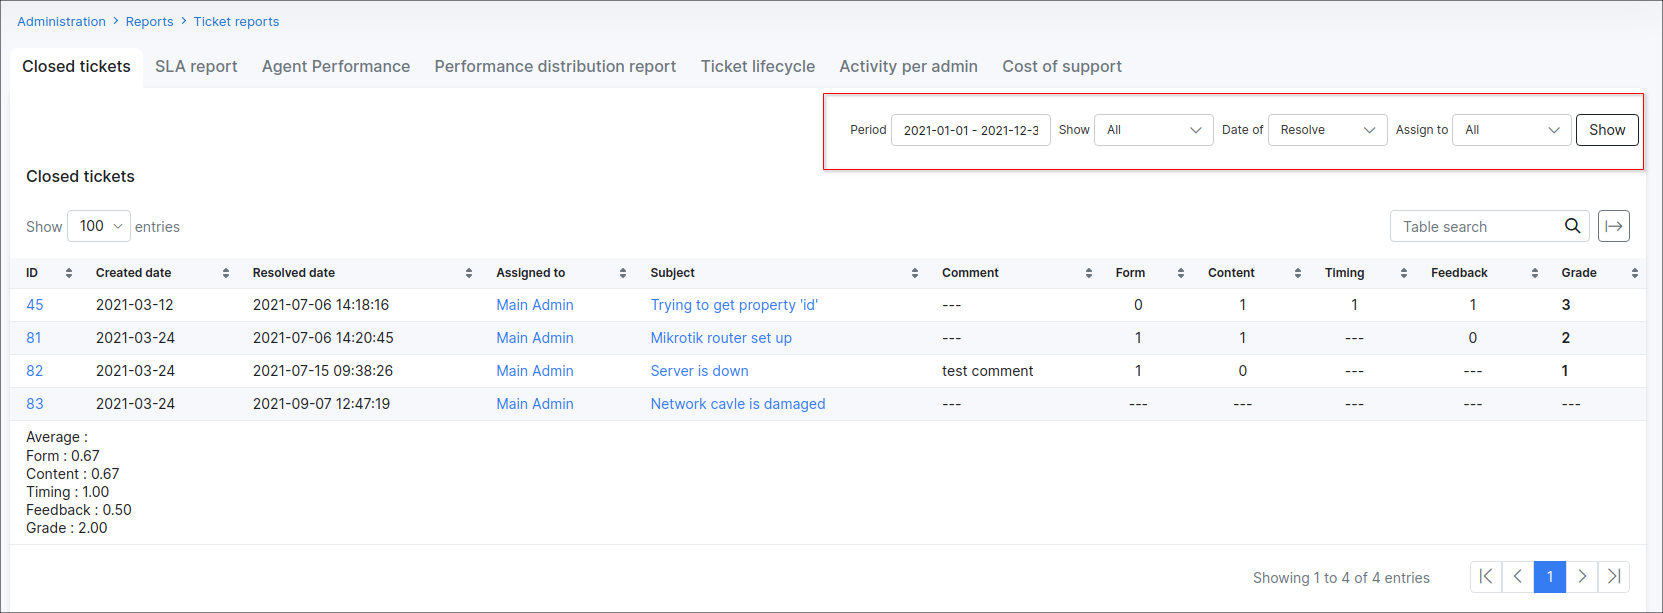 Administration > Reports > Ticket reports
Closed tickets SLA report Agent Performance Performance distribution report Ticket lifecycle Activity per admin Cost of support
Period 2021-01-01 - 2021-12-3 Show All Date of Resolve Assign to All Show
Closed tickets
Show 100 entries Table search
ID Created date Resolved date Assigned to Subject Comment Form Content Timing Feedback Grade
45 2021-03-12 2021-07-06 14:18:16 Main Admin Trying to get property 'id' --- 0 1 1 1 3
81 2021-03-24 2021-07-06 14:20:45 Main Admin Mikrotik router set up --- 1 1 --- 0 2
82 2021-03-24 2021-07-15 09:38:26 Main Admin Server is down test comment 1 0 --- --- 1
83 2021-03-24 2021-09-07 12:47:19 Main Admin Network cavle is damaged --- --- --- --- --- ---
Average :
Form : 0.67
Content : 0.67
Timing : 1.00
Feedback : 0.50
Grade : 2.00
Showing 1 to 4 of 4 entries 1